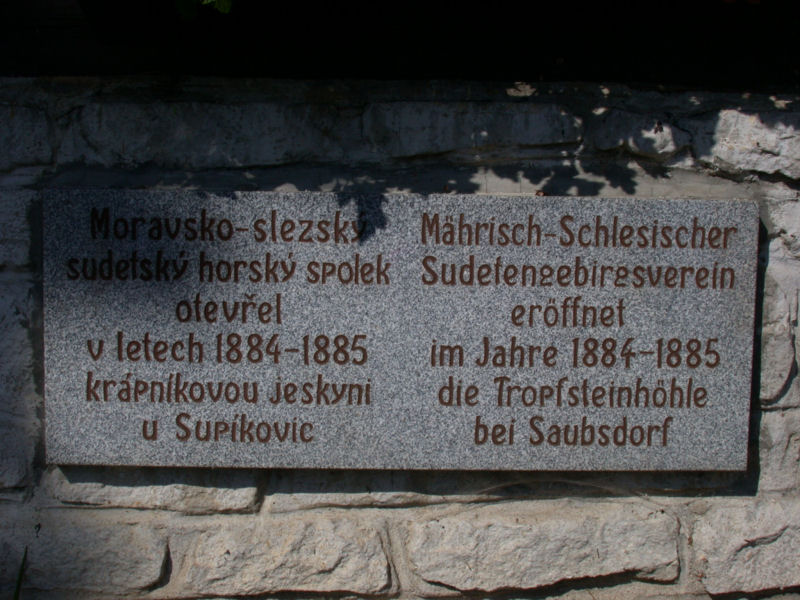 Moravsko-slezský
sudetský horský spolek
otevřel
v letech 1884-1885
krápníkovou jeskyni
u Supíkovic
Mährisch-Schlesischer
Sudetengebirgsverein
eröffnet
im Jahre 1884-1885
die Tropfsteinhöhle
bei Saubsdorf